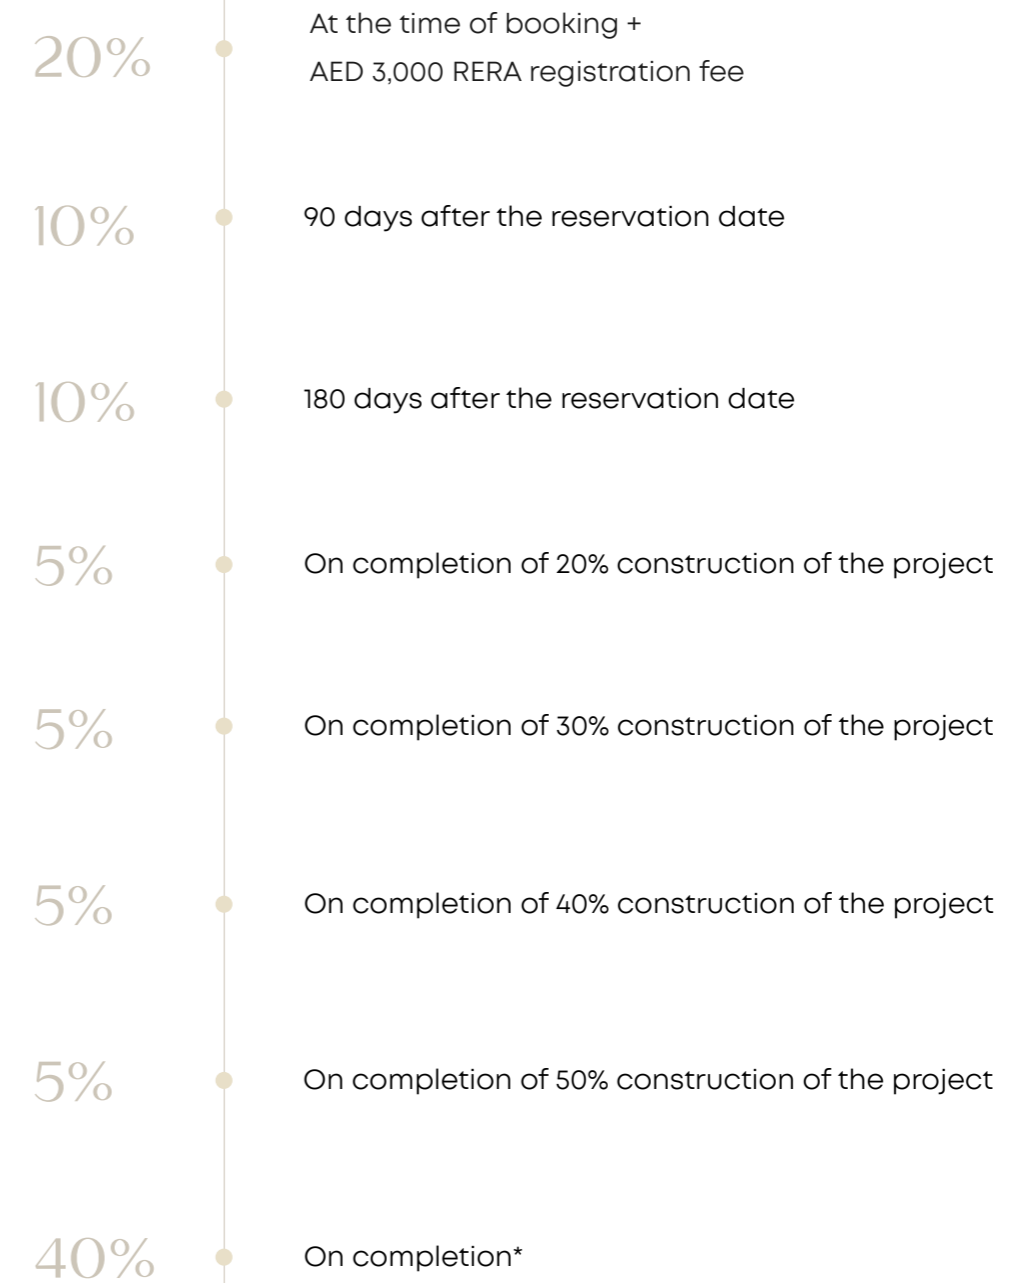 20%
At the time of booking +
AED 3,000 RERA registration fee
10%
90 days after the reservation date
10%
180 days after the reservation date
5%
On completion of 20% construction of the project
5%
On completion of 30% construction of the project
5%
On completion of 40% construction of the project
5%
On completion of 50% construction of the project
40%
On completion*